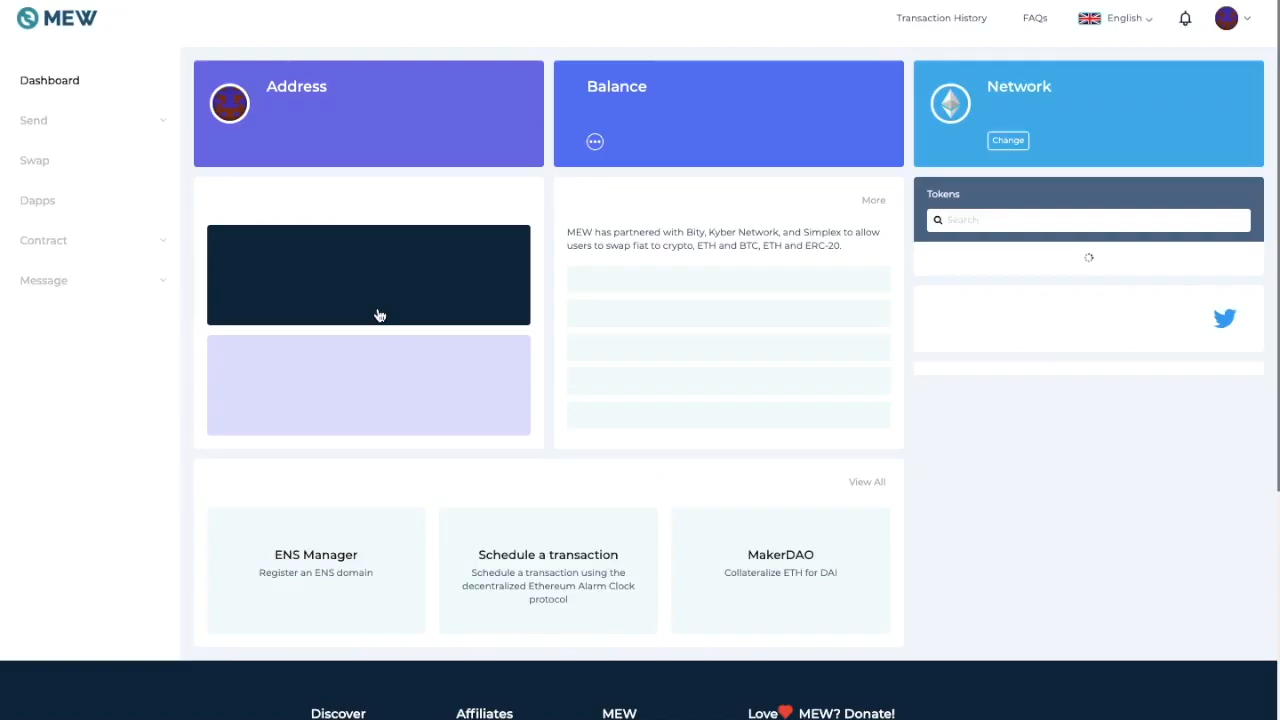 MEW
Transaction History
FAQs
English
Dashboard
Send
Swap
Dapps
Contract
Message
Address
Balance
Network
Change
More
MEW has partnered with Bity, Kyber Network, and Simplex to allow
users to swap fiat to crypto, ETH and BTC, ETH and ERC-20.
Tokens
Search
View All
ENS Manager
Register an ENS domain
Schedule a transaction
Schedule a transaction using the
decentralized Ethereum Alarm Clock
protocol
MakerDAO
Collateralize ETH for DAI
Discover
Affiliates
MEW
Love MEW? Donate!